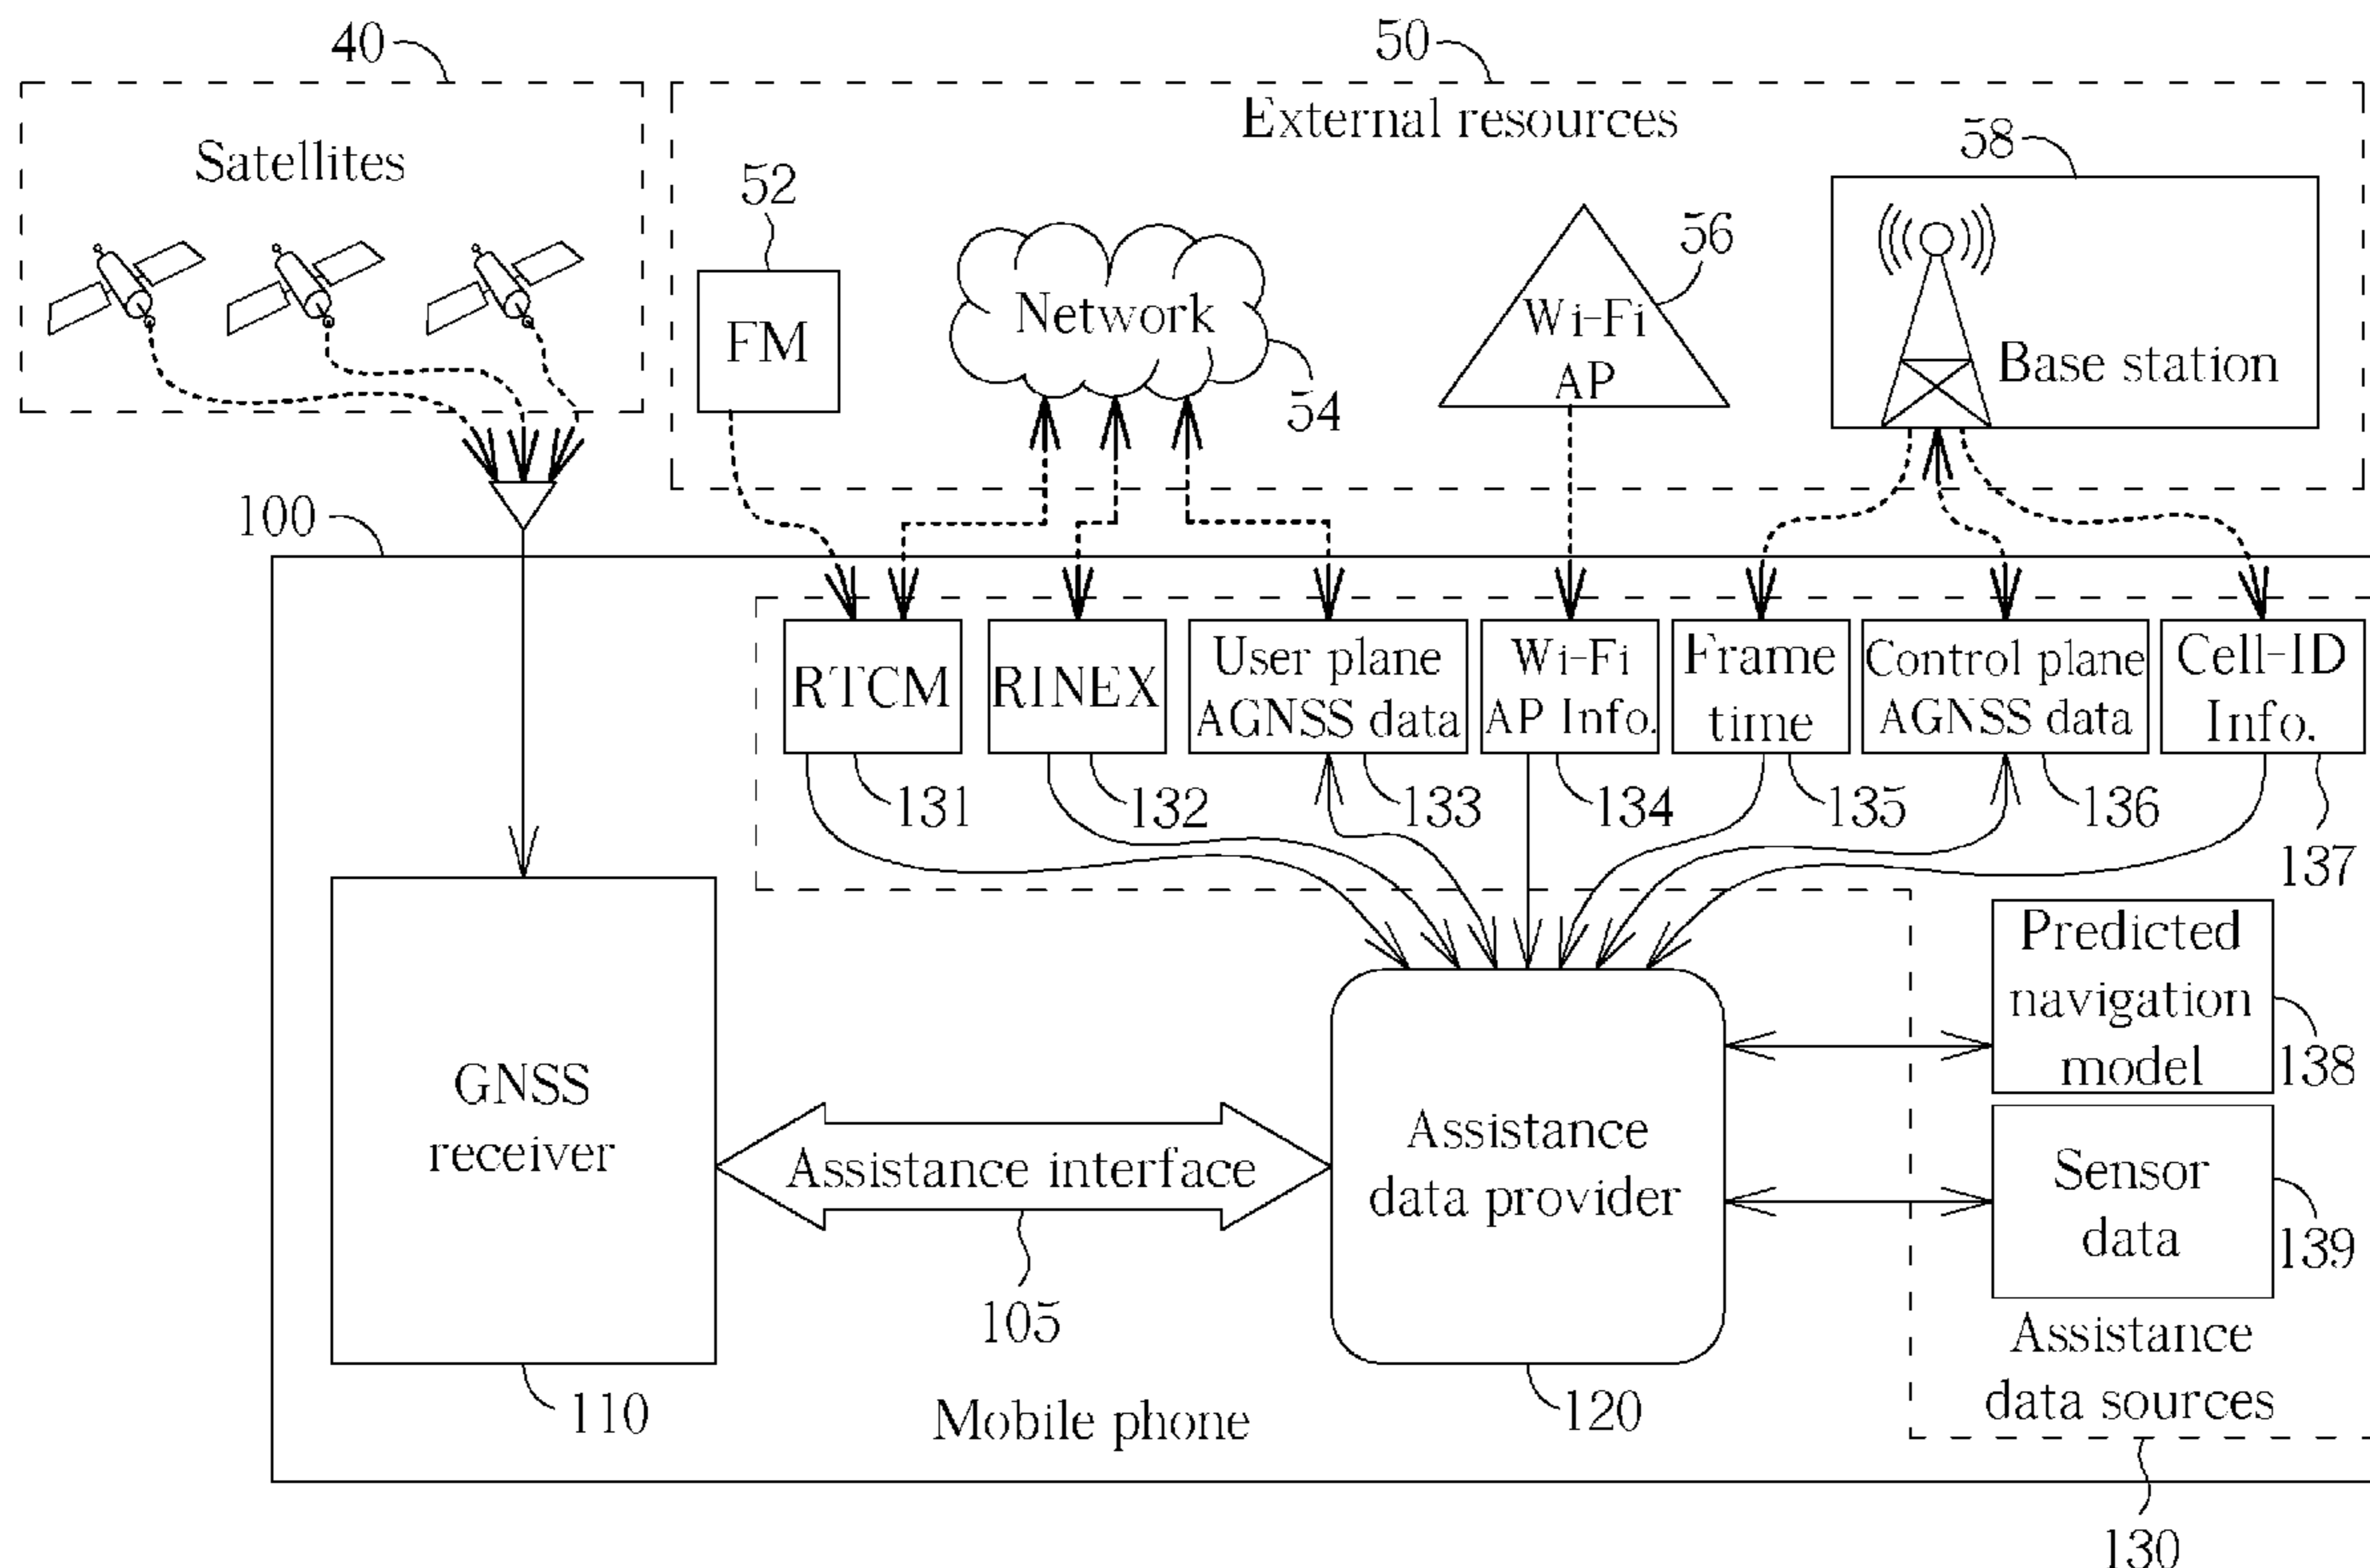 40
50
Satellites
External resources
52
58
56
FM
Network
Wi-Fi
AP
Base station
54
100
RTCM
RINEX
User plane
AGNSS data
Wi-Fi
AP Info.
Frame
time
Control plane
AGNSS data
Cell-ID
Info.
131
132
133
134
135
136
137
Predicted
navigation
model
138
GNSS
receiver
Assistance interface
Assistance
data provider
Sensor
data
139
105
Assistance
data sources
110
Mobile phone
120
130